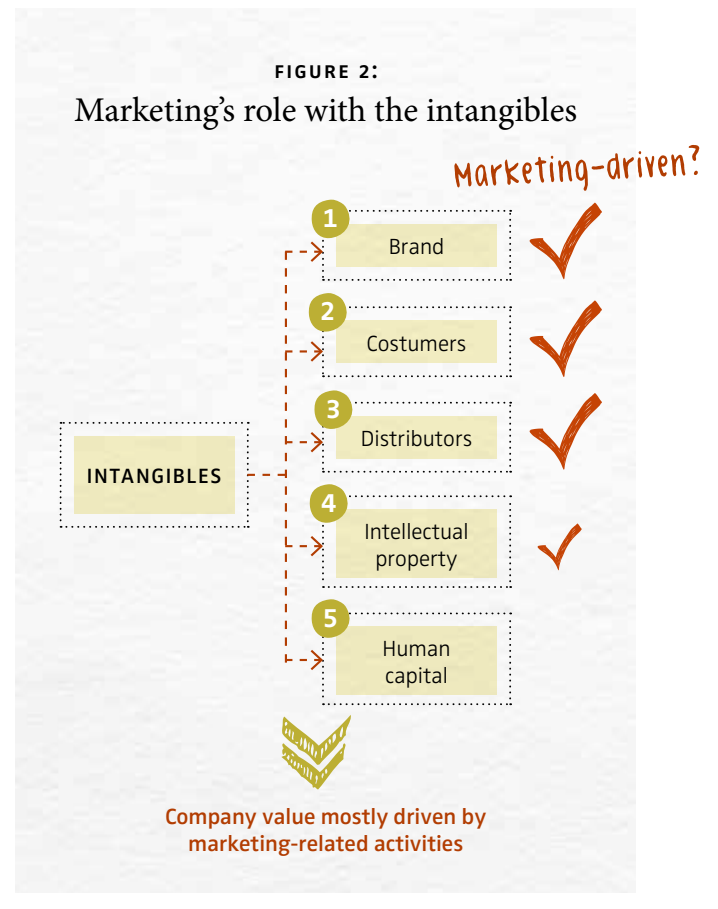 FIGURE 2:
Marketing's role with the intangibles
Marketing-driven?
1
Brand
2
Costumers
3
Distributors
INTANGIBLES
4
Intellectual
property
5
Human
capital
Company value mostly driven by
marketing-related activities